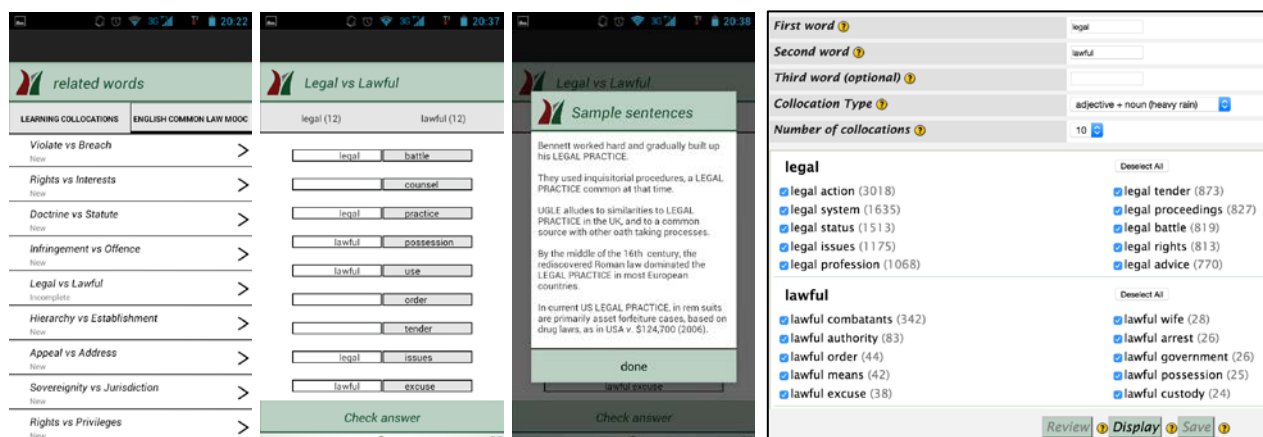 3G 20:22
related words
LEARNING COLLOCATIONS ENGLISH COMMON LAW MOOC
Violate vs Breach
New
Rights vs Interests
New
Doctrine vs Statute
New
Infringement vs Offence
New
Legal vs Lawful
Incomplete
Hierarchy vs Establishment
New
Appeal vs Address
New
Sovereignity vs Jurisdiction
New
Rights vs Privileges
New
3G 20:37
Legal vs Lawful
legal (12) lawful (12)
legal battle
counsel
legal practice
lawful possession
lawful use
order
tender
legal issues
lawful excuse
Check answer
3G 20:38
Legal vs Lawful
Sample sentences
Bennett worked hard and gradually built up
his LEGAL PRACTICE.
They used inquisitorial procedures, a LEGAL
PRACTICE common at that time.
UGLE alludes to similarities to LEGAL
PRACTICE in the UK, and to a common
source with other oath taking processes.
By the middle of the 16th century, the
rediscovered Roman law dominated the
LEGAL PRACTICE in most European
countries.
In current US LEGAL PRACTICE, in rem suits
are primarily asset forfeiture cases, based on
drug laws, as in USA v. $124,700 (2006).
done
lawful excuse
Check answer
First word ? legal
Second word ? lawful
Third word (optional) ?
Collocation Type ? adjective + noun (heavy rain)
Number of collocations ? 10
legal Deselect All
legal action (3018) legal tender (873)
legal system (1635) legal proceedings (827)
legal status (1513) legal battle (819)
legal issues (1175) legal rights (813)
legal profession (1068) legal advice (770)
lawful Deselect All
lawful combatants (342) lawful wife (28)
lawful authority (83) lawful arrest (26)
lawful order (44) lawful government (26)
lawful means (42) lawful possession (25)
lawful excuse (38) lawful custody (24)
Review ? Display ? Save ?